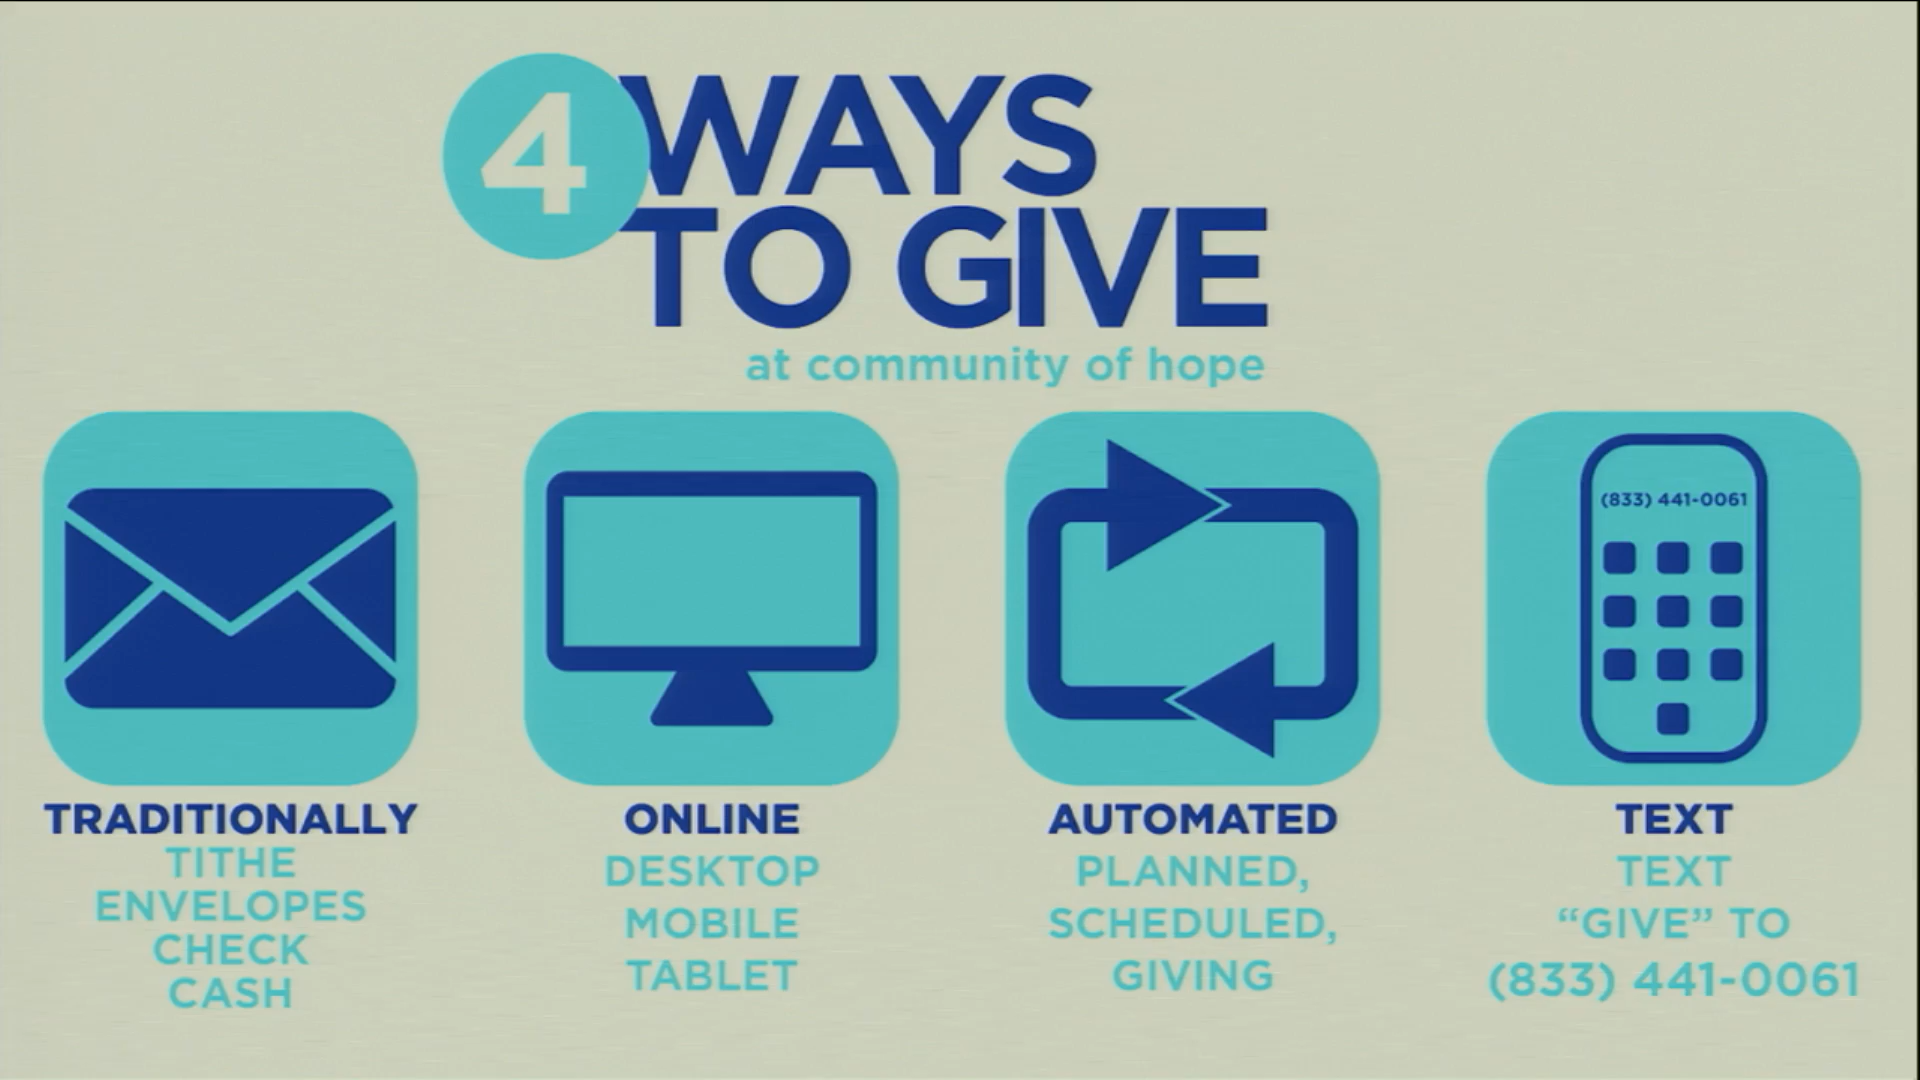 4 WAYS
TO GIVE
at community of hope
(833) 441-0061
TRADITIONALLY
TITHE
ENVELOPES
CHECK
CASH
ONLINE
DESKTOP
MOBILE
TABLET
AUTOMATED
PLANNED,
SCHEDULED,
GIVING
TEXT
TEXT
“GIVE” TO
(833) 441-0061